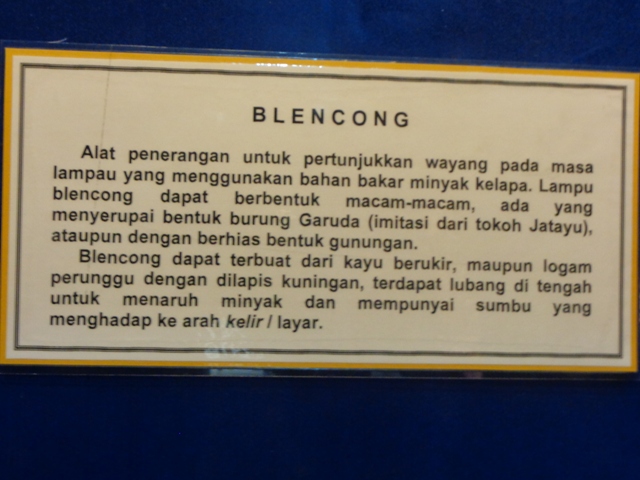 BLENCONG
Alat penerangan untuk pertunjukkan wayang pada masa
lampau yang menggunakan bahan bakar minyak kelapa. Lampu
blencong dapat berbentuk macam-macam, ada yang
menyerupai bentuk burung Garuda (imitasi dari tokoh Jatayu),
ataupun dengan berhias bentuk gunungan.
Blencong dapat terbuat dari kayu berukir, maupun logam
perunggu dengan dilapis kuningan, terdapat lubang di tengah
untuk menaruh minyak dan mempunyai sumbu yang
menghadap ke arah kelir / layar.